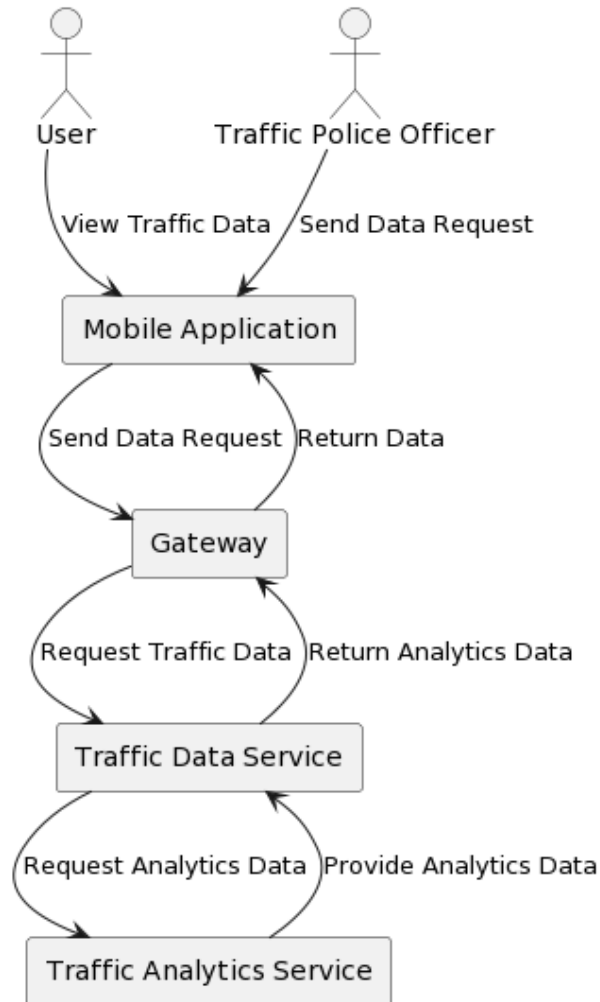 User
Traffic Police Officer
View Traffic Data
Send Data Request
Mobile Application
Send Data Request
Return Data
Gateway
Request Traffic Data
Return Analytics Data
Traffic Data Service
Request Analytics Data
Provide Analytics Data
Traffic Analytics Service